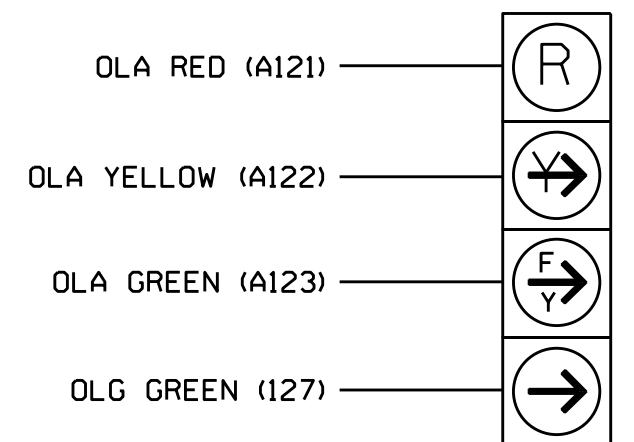 OLA RED (A121)
R
OLA YELLOW (A122)
Y
OLA GREEN (A123)
F
Y
OLG GREEN (127)